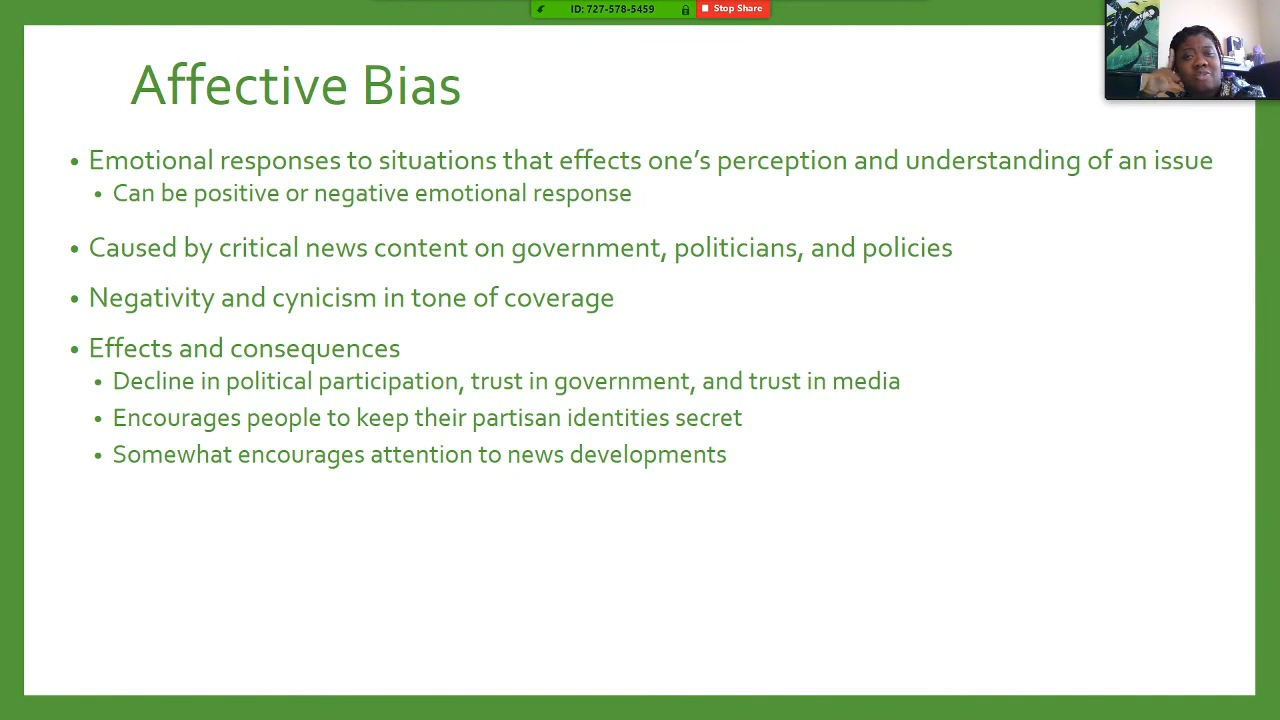 ID: 727-578-5459
Stop Share
Affective Bias
• Emotional responses to situations that effects one’s perception and understanding of an issue
• Can be positive or negative emotional response
• Caused by critical news content on government, politicians, and policies
• Negativity and cynicism in tone of coverage
• Effects and consequences
• Decline in political participation, trust in government, and trust in media
• Encourages people to keep their partisan identities secret
• Somewhat encourages attention to news developments